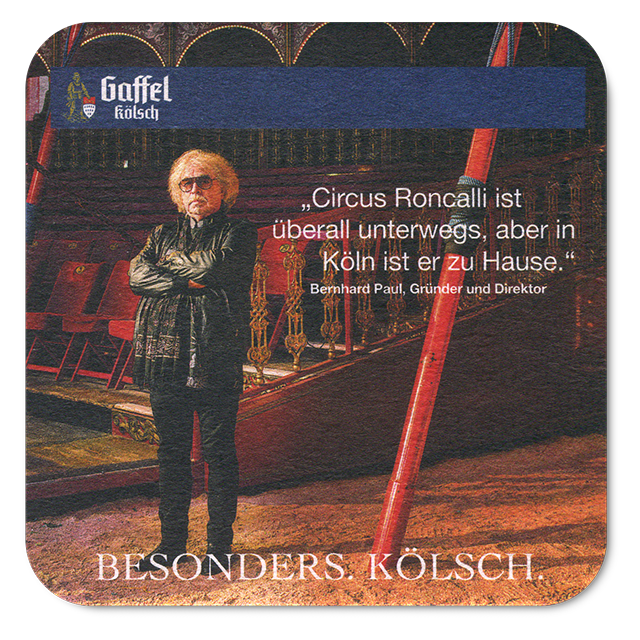 Gaffel
Kölsch
„Circus Roncalli ist
überall unterwegs, aber in
Köln ist er zu Hause.“
Bernhard Paul, Gründer und Direktor
BESONDERS. KÖLSCH.